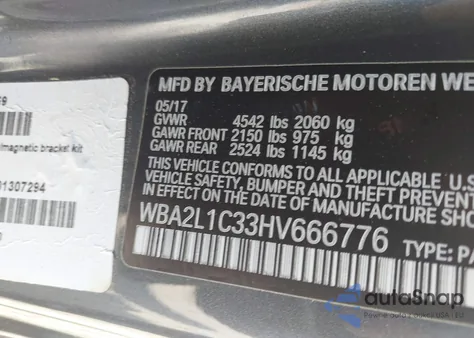 69
/magnetic bracket kit
01307294
MFD BY BAYERISCHE MOTOREN WE
05/17
GVWR 4542 lbs 2060 kg
GAWR FRONT 2150 lbs 975 kg
GAWR REAR 2524 lbs 1145 kg
THIS VEHICLE CONFORMS TO ALL
VEHICLE SAFETY, BUMPER AND THEFT
IN EFFECT ON THE DATE OF MANUFACTURE SHO
WBA2L1C33HV666776 TYPE: PA
autoSnap